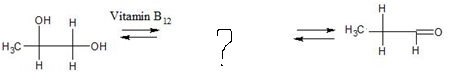 Vitamin B12
OH H
H3C OH
H H
?
H H
H3C O
H H